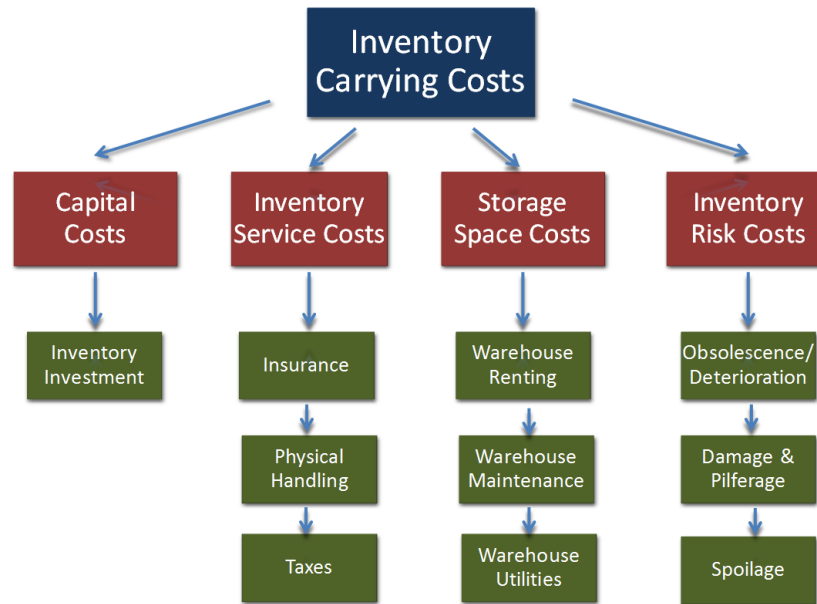 Inventory
Carrying Costs
Capital
Costs
Inventory
Service Costs
Storage
Space Costs
Inventory
Risk Costs
Inventory
Investment
Insurance
Warehouse
Renting
Obsolescence/
Deterioration
Physical
Handling
Warehouse
Maintenance
Damage &
Pilferage
Taxes
Warehouse
Utilities
Spoilage